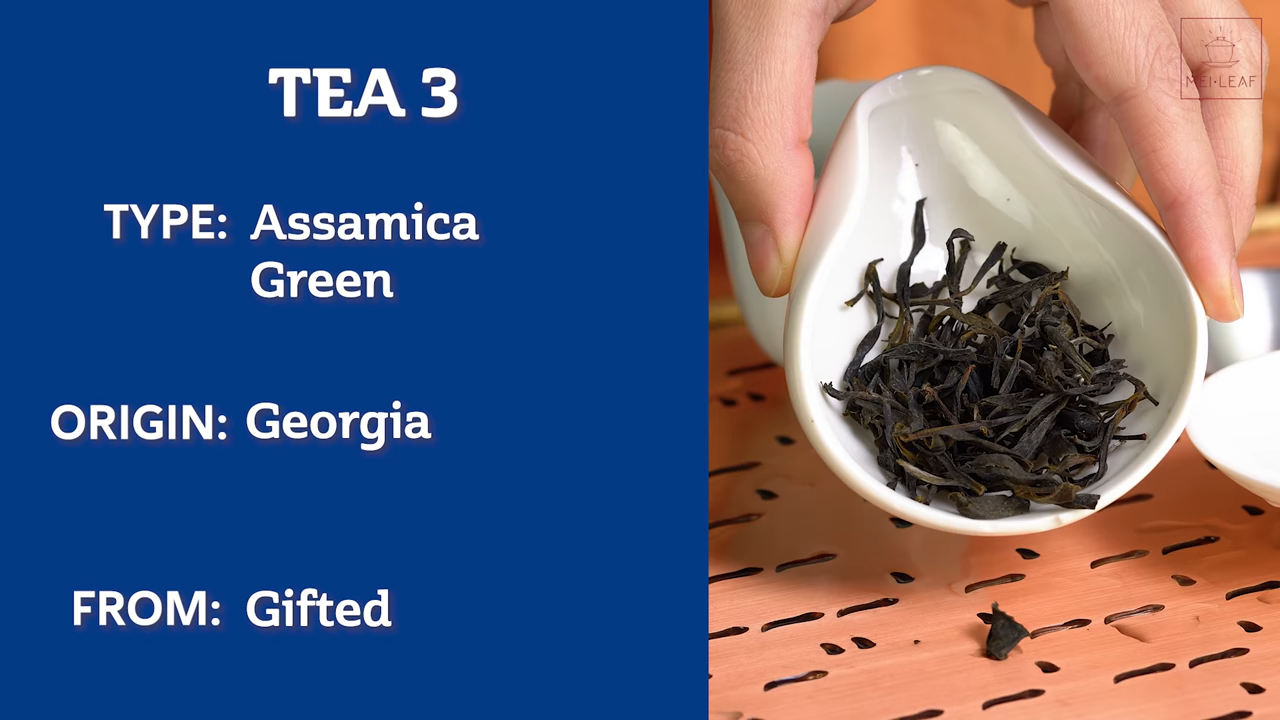 TEA 3
TYPE: Assamica
Green
ORIGIN: Georgia
FROM: Gifted
MEI·LEAF